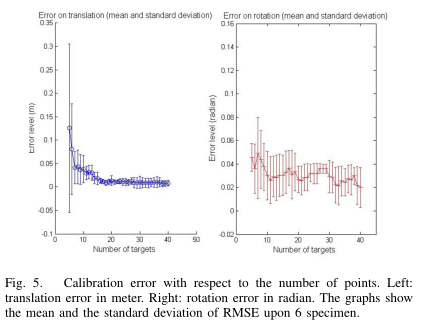 Error on translation (mean and standard deviation)
0.35
0.3
0.25
0.2
0.15
0.1
0.05
0
-0.05
-0.1
Error level (m)
0 10 20 30 40 50
Number of targets
Error on rotation (mean and standard deviation)
0.16
0.14
0.12
0.1
0.08
0.06
0.04
0.02
0
-0.02
Error level (radian)
0 10 20 30 40
Number of targets
Fig. 5. Calibration error with respect to the number of points. Left:
translation error in meter. Right: rotation error in radian. The graphs show
the mean and the standard deviation of RMSE upon 6 specimen.